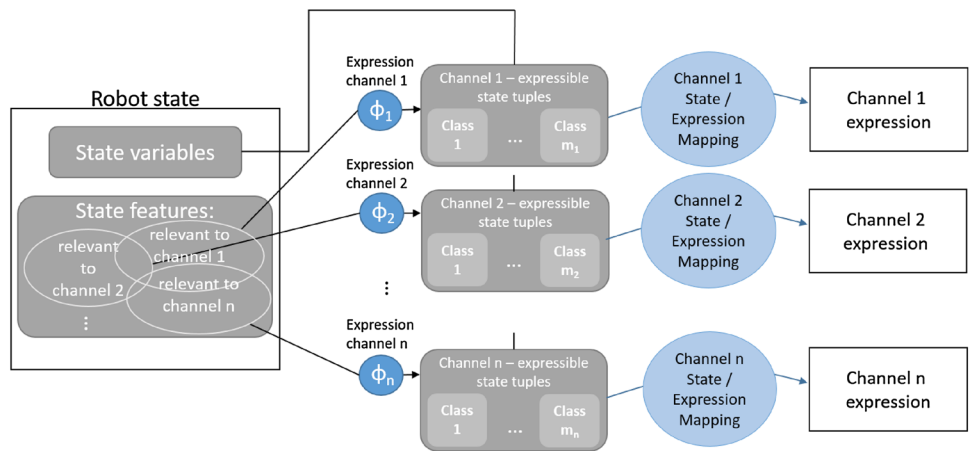 Robot state
State variables
State features:
relevant to
channel 1
relevant
to
channel 2
relevant to
channel n
⋮
Expression
channel 1
ϕ1
Channel 1 – expressible
state tuples
Class
1
...
Class
m1
Channel 1
State /
Expression
Mapping
Channel 1
expression
Expression
channel 2
ϕ2
Channel 2 – expressible
state tuples
Class
1
...
Class
m2
Channel 2
State /
Expression
Mapping
Channel 2
expression
⋮
Expression
channel n
ϕn
Channel n – expressible
state tuples
Class
1
...
Class
mn
Channel n
State /
Expression
Mapping
Channel n
expression